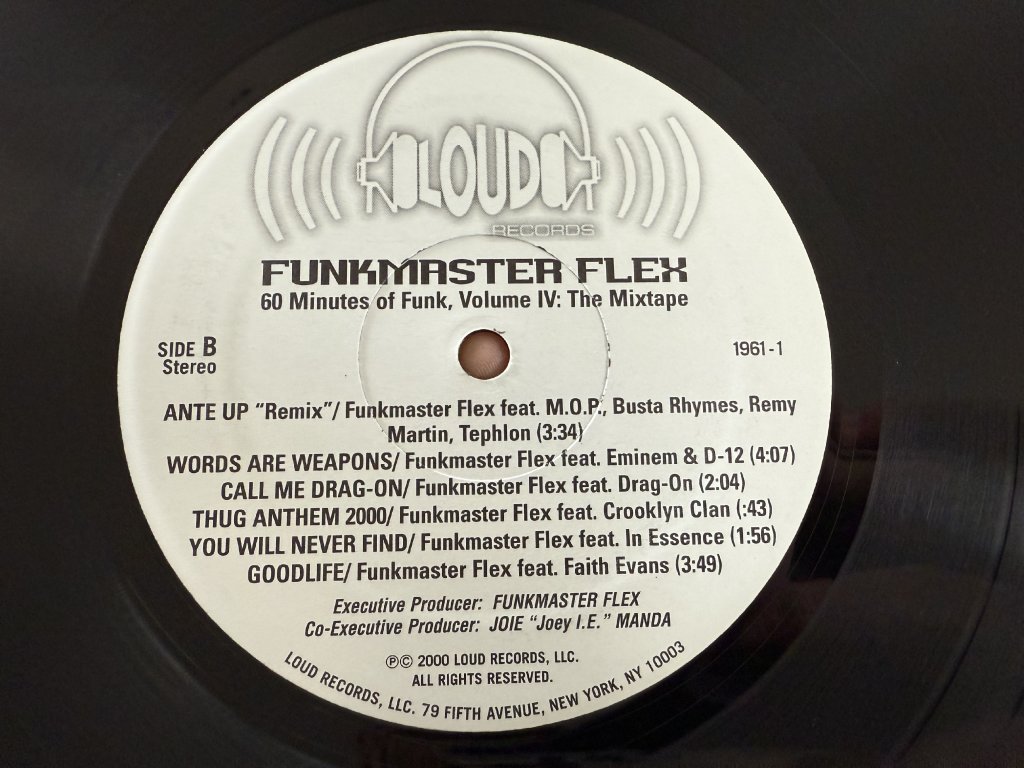 LOUD
RECORDS
FUNKMASTER FLEX
60 Minutes of Funk, Volume IV: The Mixtape
SIDE B
Stereo
1961-1
ANTE UP "Remix"/ Funkmaster Flex feat. M.O.P., Busta Rhymes, Remy
Martin, Tephlon (3:34)
WORDS ARE WEAPONS/ Funkmaster Flex feat. Eminem & D-12 (4:07)
CALL ME DRAG-ON/ Funkmaster Flex feat. Drag-On (2:04)
THUG ANTHEM 2000/ Funkmaster Flex feat. Crooklyn Clan (:43)
YOU WILL NEVER FIND/ Funkmaster Flex feat. In Essence (1:56)
GOODLIFE/ Funkmaster Flex feat. Faith Evans (3:49)
Executive Producer: FUNKMASTER FLEX
Co-Executive Producer: JOIE "Joey I.E." MANDA
℗© 2000 LOUD RECORDS, LLC.
ALL RIGHTS RESERVED.
LOUD RECORDS, LLC. 79 FIFTH AVENUE, NEW YORK, NY 10003